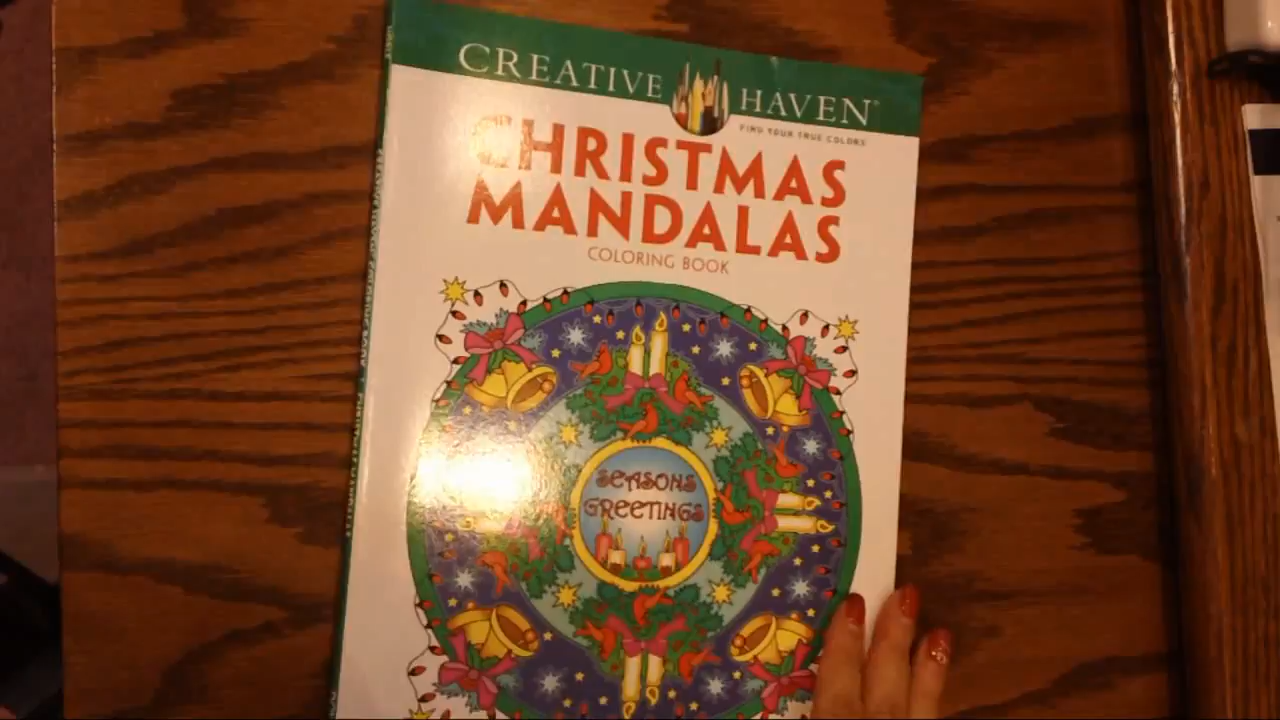 CREATIVE HAVEN®
FIND YOUR TRUE COLORS
CHRISTMAS
MANDALAS
COLORING BOOK
SEASONS
GREETINGS